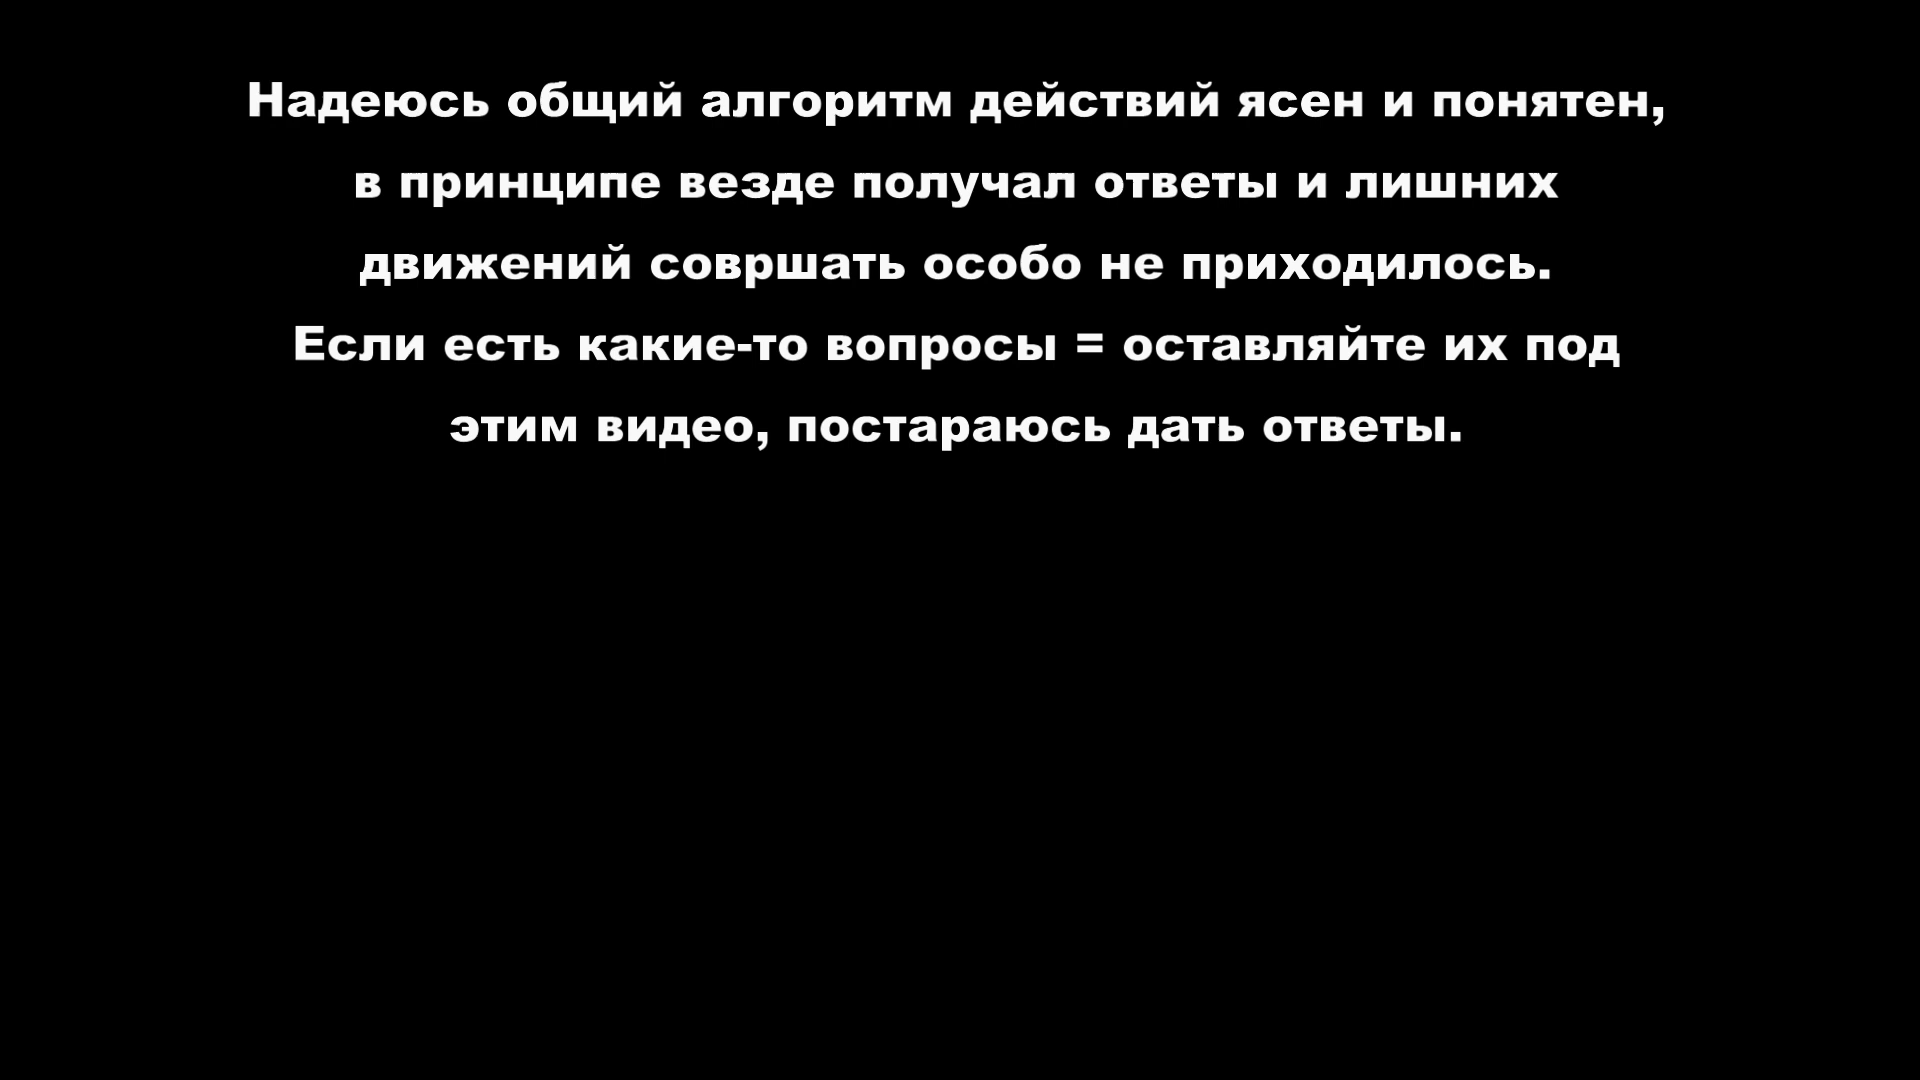 Надеюсь общий алгоритм действий ясен и понятен,
в принципе везде получал ответы и лишних
движений совршать особо не приходилось.
Если есть какие-то вопросы = оставляйте их под
этим видео, постараюсь дать ответы.